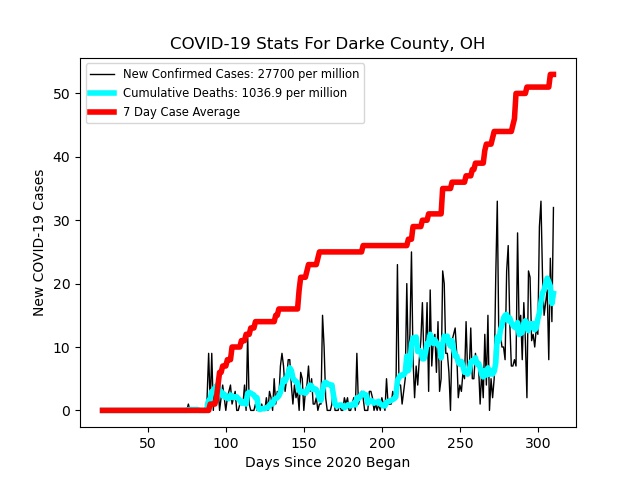 COVID-19 Stats For Darke County, OH
New Confirmed Cases: 27700 per million
Cumulative Deaths: 1036.9 per million
7 Day Case Average
New COVID-19 Cases
50
40
30
20
10
0
50 100 150 200 250 300
Days Since 2020 Began